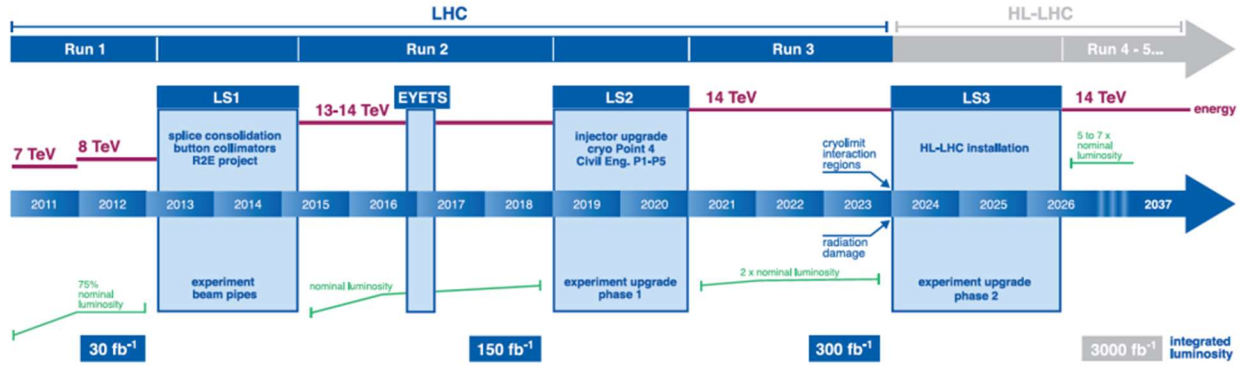 LHC
HL-LHC
Run 1
Run 2
Run 3
Run 4 - 5...
LS1
EYETS
LS2
LS3
13-14 TeV
14 TeV
14 TeV
energy
7 TeV
8 TeV
splice consolidation
button collimators
R2E project
injector upgrade
cryo Point 4
Civil Eng. P1-P5
cryolimit
interaction
regions
HL-LHC installation
5 to 7 x
nominal
luminosity
2011
2012
2013
2014
2015
2016
2017
2018
2019
2020
2021
2022
2023
2024
2025
2026
2037
radiation
damage
75%
nominal
luminosity
experiment
beam pipes
nominal luminosity
experiment upgrade
phase 1
2 x nominal luminosity
experiment upgrade
phase 2
30 fb⁻¹
150 fb⁻¹
300 fb⁻¹
3000 fb⁻¹
integrated
luminosity